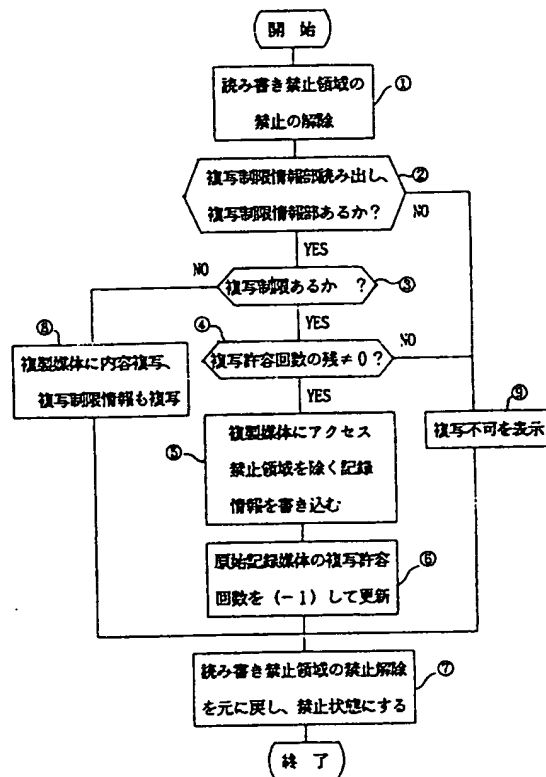 開 始
読み書き禁止領域の
禁止の解除
①
複写制限情報部読み出し、
複写制限情報部あるか？
②
NO
YES
NO
複写制限あるか ？
③
YES
④
複写許容回数の残≠0？
NO
⑧
複製媒体に内容複写、
複写制限情報も複写
YES
⑨
複写不可を表示
⑤
複製媒体にアクセス
禁止領域を除く記録
情報を書き込む
原始記録媒体の複写許容
回数を (−1) して更新
⑥
読み書き禁止領域の禁止解除
を元に戻し、禁止状態にする
⑦
終 了